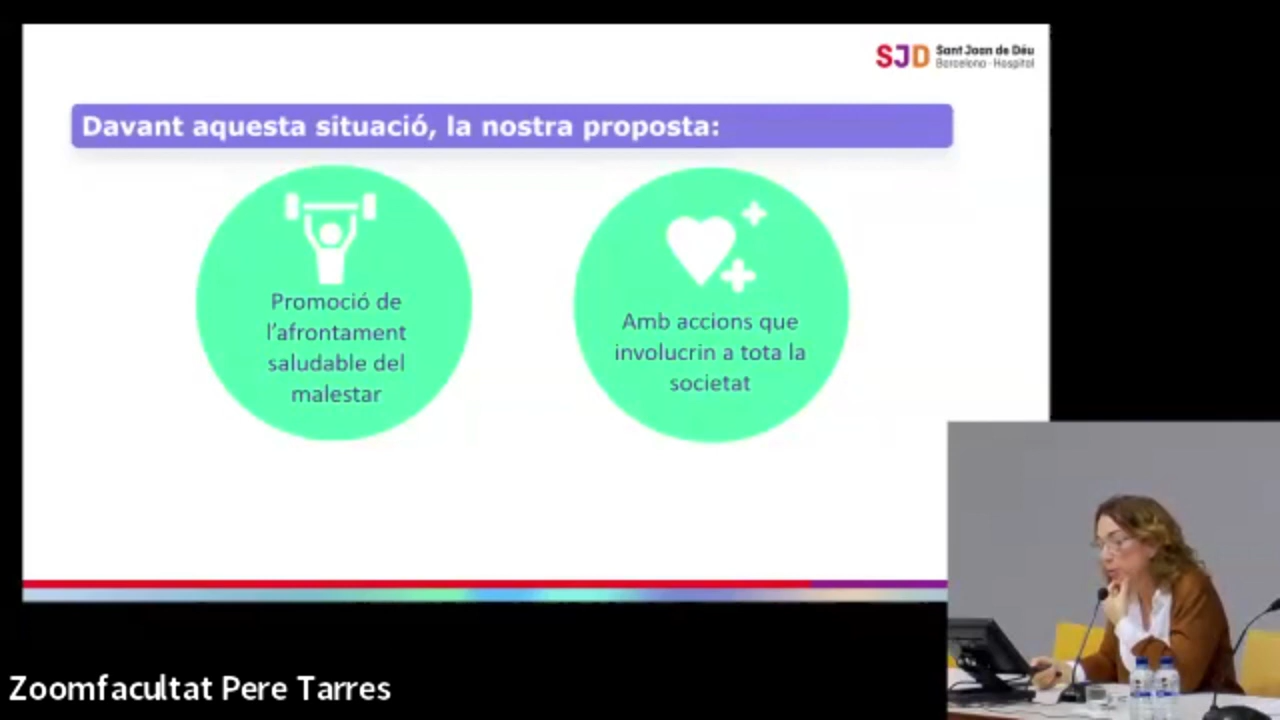 SJD Sant Joan de Déu
Barcelona · Hospital
Davant aquesta situació, la nostra proposta:
Promoció de
l'afrontament
saludable del
malestar
Amb accions que
involucrin a tota la
societat
Zoomfacultat Pere Tarres